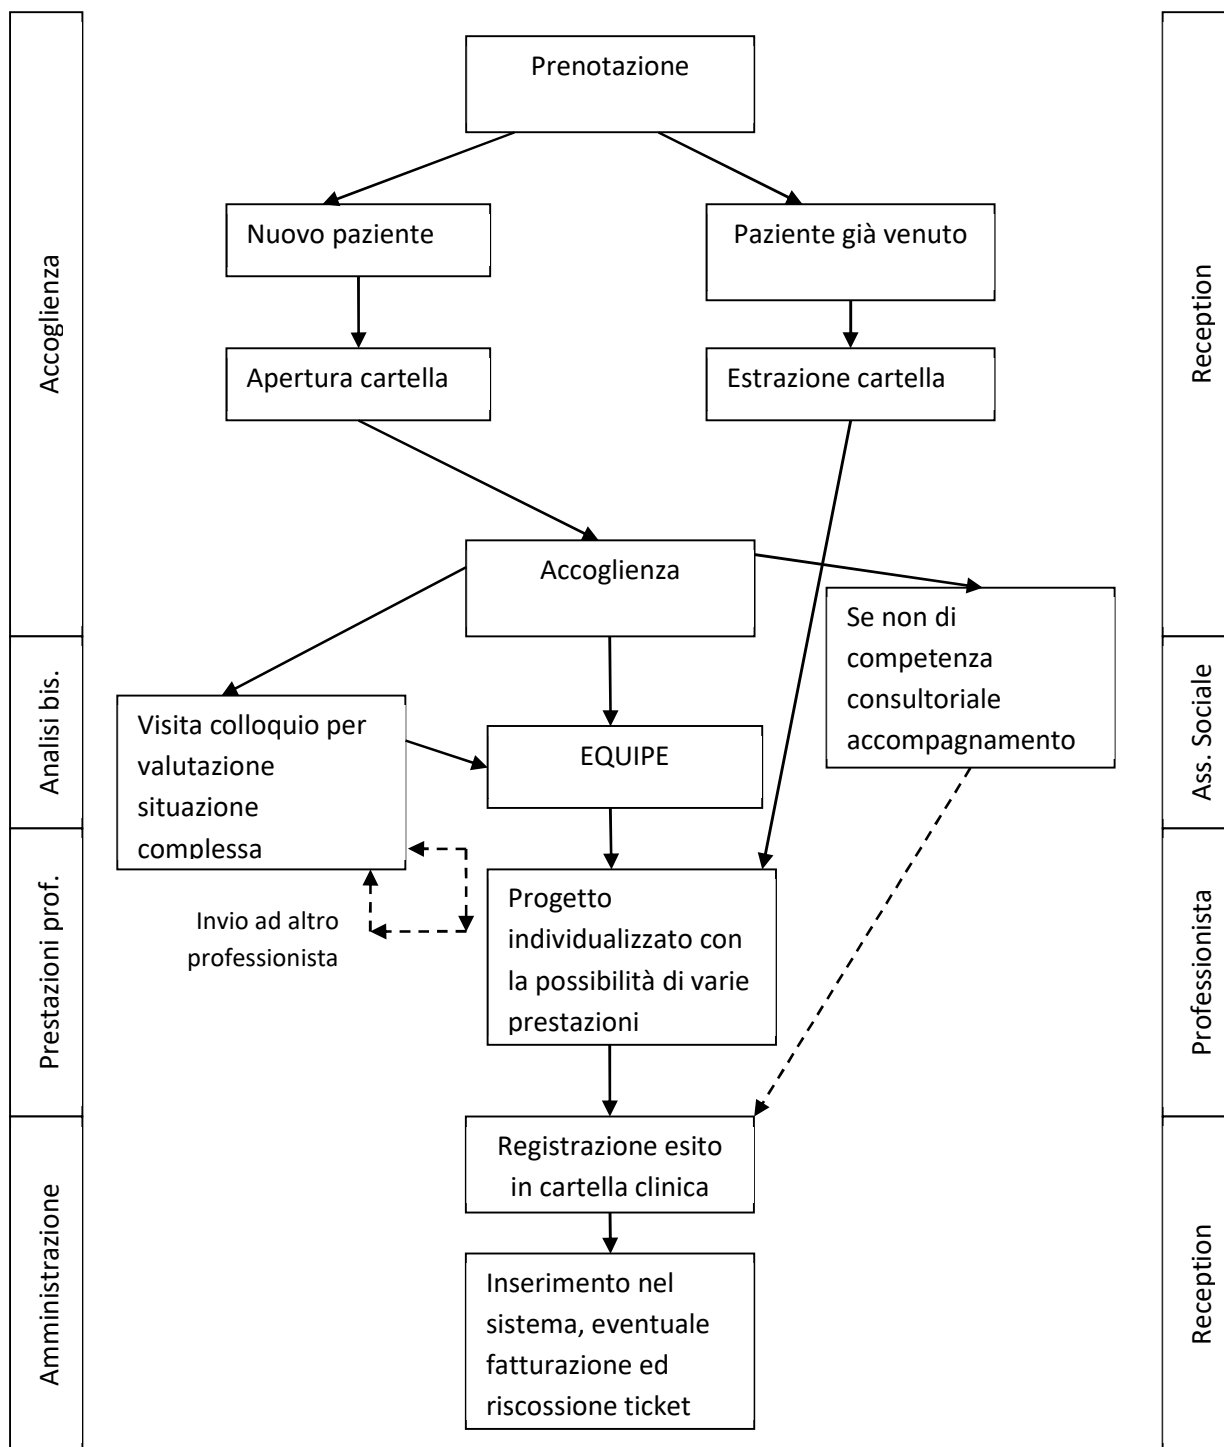 Prenotazione
Nuovo paziente
Paziente già venuto
Accoglienza
Reception
Apertura cartella
Estrazione cartella
Accoglienza
Se non di
competenza
consultoriale
accompagnamento
Analisi bis.
Ass. Sociale
Visita colloquio per
valutazione
situazione
complessa
EQUIPE
Prestazioni prof.
Professionista
Invio ad altro
professionista
Progetto
individualizzato con
la possibilità di varie
prestazioni
Registrazione esito
in cartella clinica
Amministrazione
Reception
Inserimento nel
sistema, eventuale
fatturazione ed
riscossione ticket